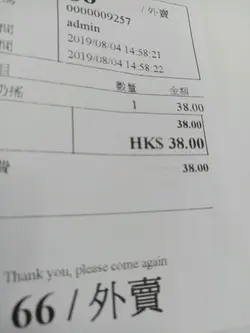 /外賣
0000009257
admin
2019/08/04 14:58:21
2019/08/04 14:58:22
目 數量 金額
1 38.00
38.00
HK$ 38.00
38.00
Thank you, please come again
66 / 外賣